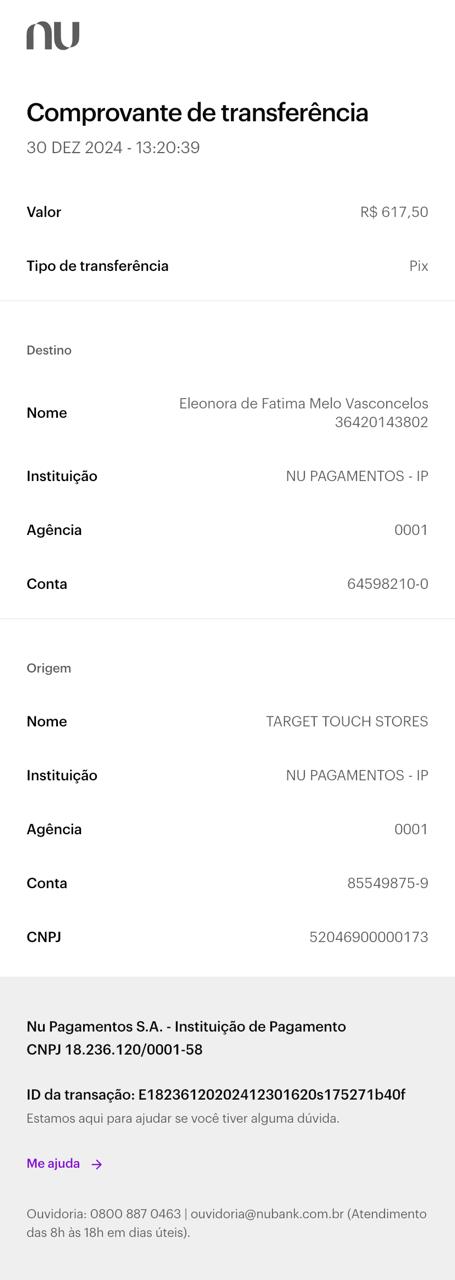 nu
Comprovante de transferência
30 DEZ 2024 - 13:20:39
Valor R$ 617,50
Tipo de transferência Pix
Destino
Nome Eleonora de Fatima Melo Vasconcelos
36420143802
Instituição NU PAGAMENTOS - IP
Agência 0001
Conta 64598210-0
Origem
Nome TARGET TOUCH STORES
Instituição NU PAGAMENTOS - IP
Agência 0001
Conta 85549875-9
CNPJ 52046900000173
Nu Pagamentos S.A. - Instituição de Pagamento
CNPJ 18.236.120/0001-58
ID da transação: E18236120202412301620s175271b40f
Estamos aqui para ajudar se você tiver alguma dúvida.
Me ajuda →
Ouvidoria: 0800 887 0463 | ouvidoria@nubank.com.br (Atendimento
das 8h às 18h em dias úteis).